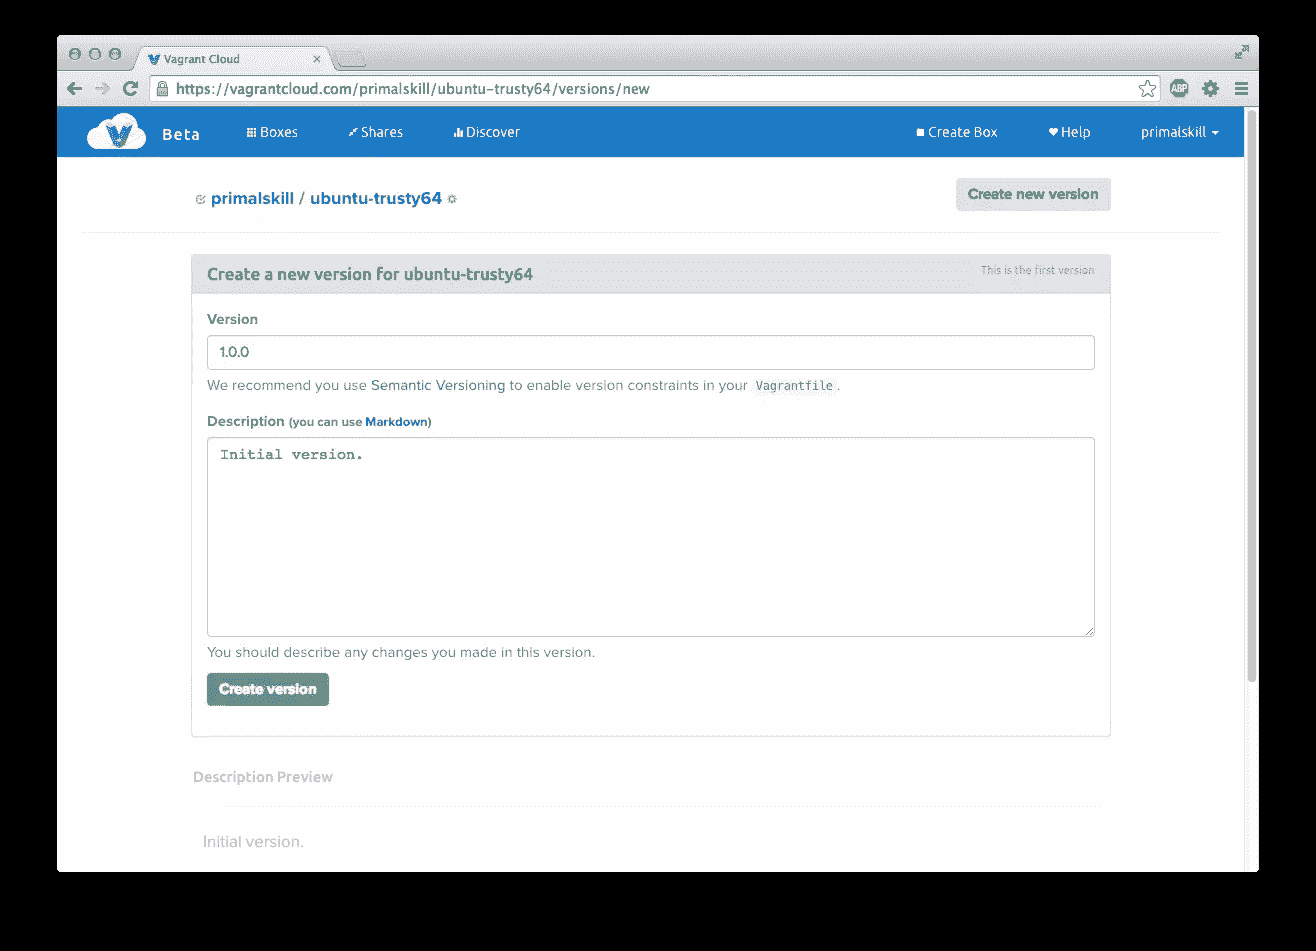 Vagrant Cloud
https://vagrantcloud.com/primalskill/ubuntu-trusty64/versions/new
ABP
Beta
Boxes
Shares
Discover
Create Box
Help
primalskill
primalskill / ubuntu-trusty64
Create new version
Create a new version for ubuntu-trusty64
This is the first version
Version
1.0.0
We recommend you use Semantic Versioning to enable version constraints in your Vagrantfile.
Description (you can use Markdown)
Initial version.
You should describe any changes you made in this version.
Create version
Description Preview
Initial version.